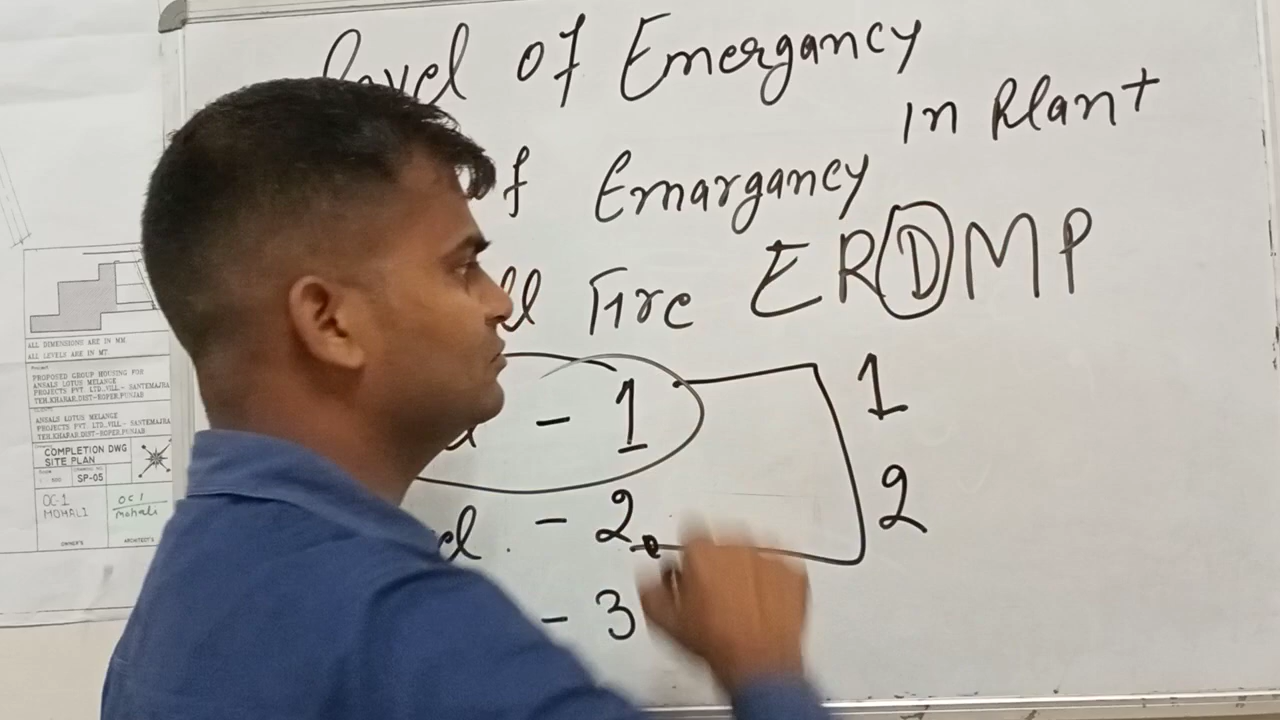 level of Emergancy
in Plant
of Emargancy
Fire ERDMP
- 1
1
- 2
2
- 3
ALL DIMENSIONS ARE IN MM
ALL LEVELS ARE IN MT
PROPOSED GROUP HOUSING FOR
ANSALS LOTUS MELANGE
PROJECTS PVT. LTD., VILL.- SANTEMAJRA
TEH.KHARAR,DIST-ROPER,PUNJAB
ANSALS LOTUS MELANGE
PROJECTS PVT. LTD., VILL.- SANTEMAJRA
TEH.KHARAR,DIST-ROPER,PUNJAB
COMPLETION DWG
SITE PLAN
SP-05
OC-1
MOHALI
OC1
Mohali
OWNER'S
ARCHITECT'S